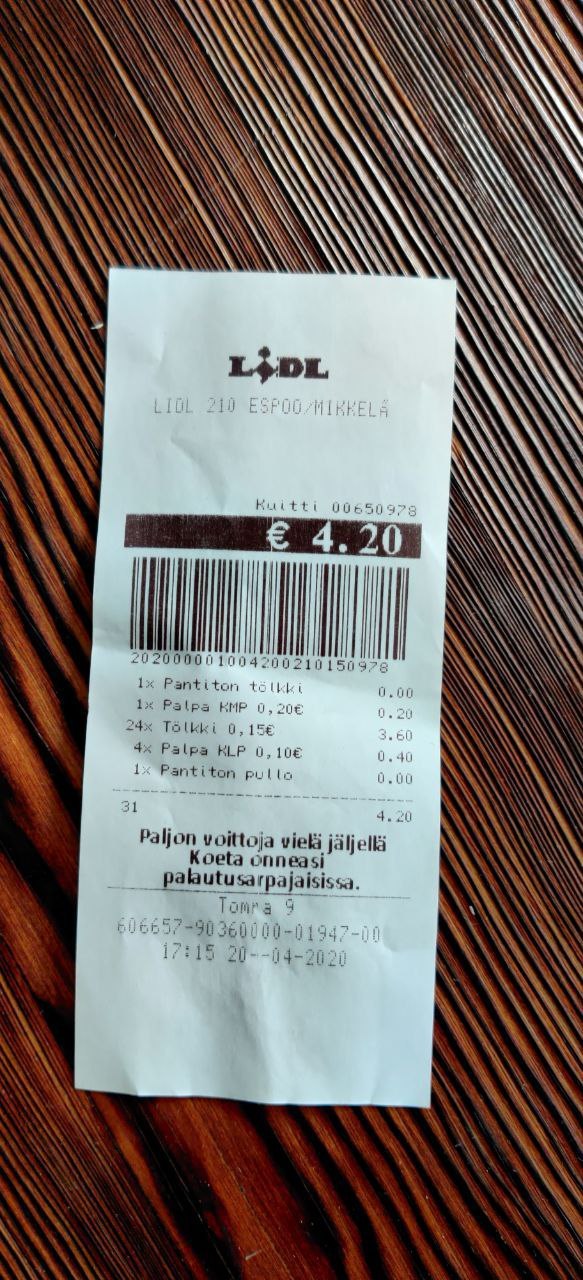 LIDL
LIDL 210 ESPOO/MIKKELÄ
Kuitti 00650978
€ 4.20
202000001004200210150978
1x Pantiton tölkki 0.00
1x Palpa KMP 0,20€ 0.20
24x Tölkki 0,15€ 3.60
4x Palpa KLP 0,10€ 0.40
1x Pantiton pullo 0.00
31 4.20
Paljon voittoja vielä jäljellä
Koeta onneasi
palautusarpajaisissa.
Tomra 9
606657-90360000-01947-00
17:15 20--04-2020